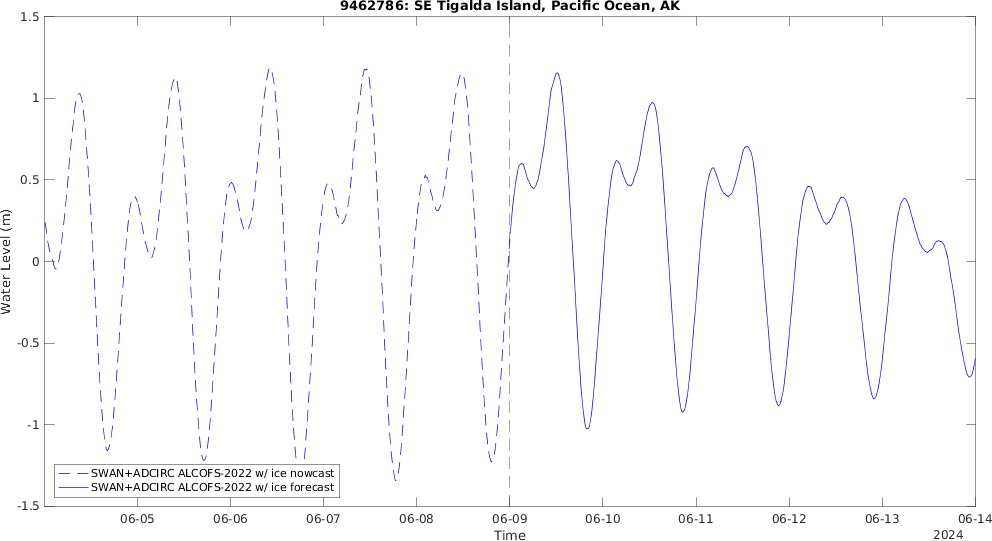 9462786: SE Tigalda Island, Pacific Ocean, AK
1.5
1
0.5
0
-0.5
-1
-1.5
Water Level (m)
SWAN+ADCIRC ALCOFS-2022 w/ ice nowcast
SWAN+ADCIRC ALCOFS-2022 w/ ice forecast
06-05 06-06 06-07 06-08 06-09 06-10 06-11 06-12 06-13 06-14
Time
2024